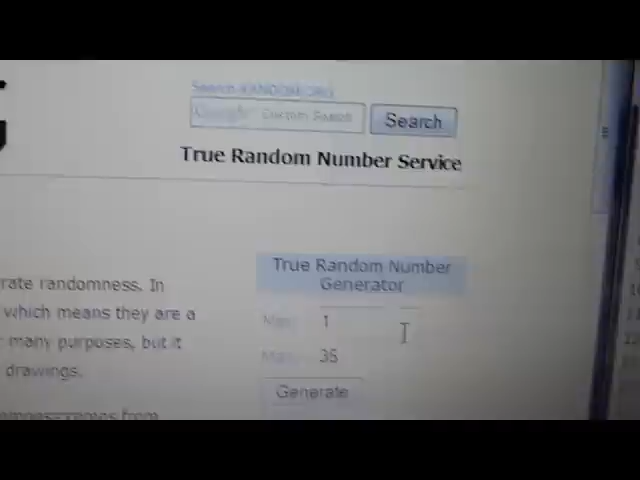 Search RANDOM.ORG
Google Custom Search
Search
True Random Number Service
rate randomness. In
which means they are a
many purposes, but it
drawings.
True Random Number
Generator
Min: 1
Max: 35
Generate
from